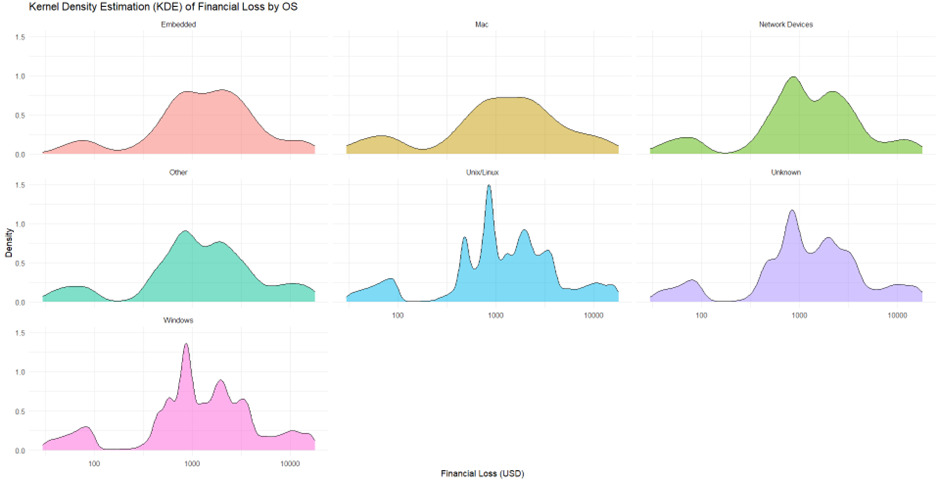 Kernel Density Estimation (KDE) of Financial Loss by OS
Embedded
Mac
Network Devices
1.5
1.0
0.5
0.0
Other
Unix/Linux
Unknown
1.5
1.0
0.5
0.0
100
1000
10000
100
1000
10000
Windows
1.5
1.0
0.5
0.0
100
1000
10000
Density
Financial Loss (USD)